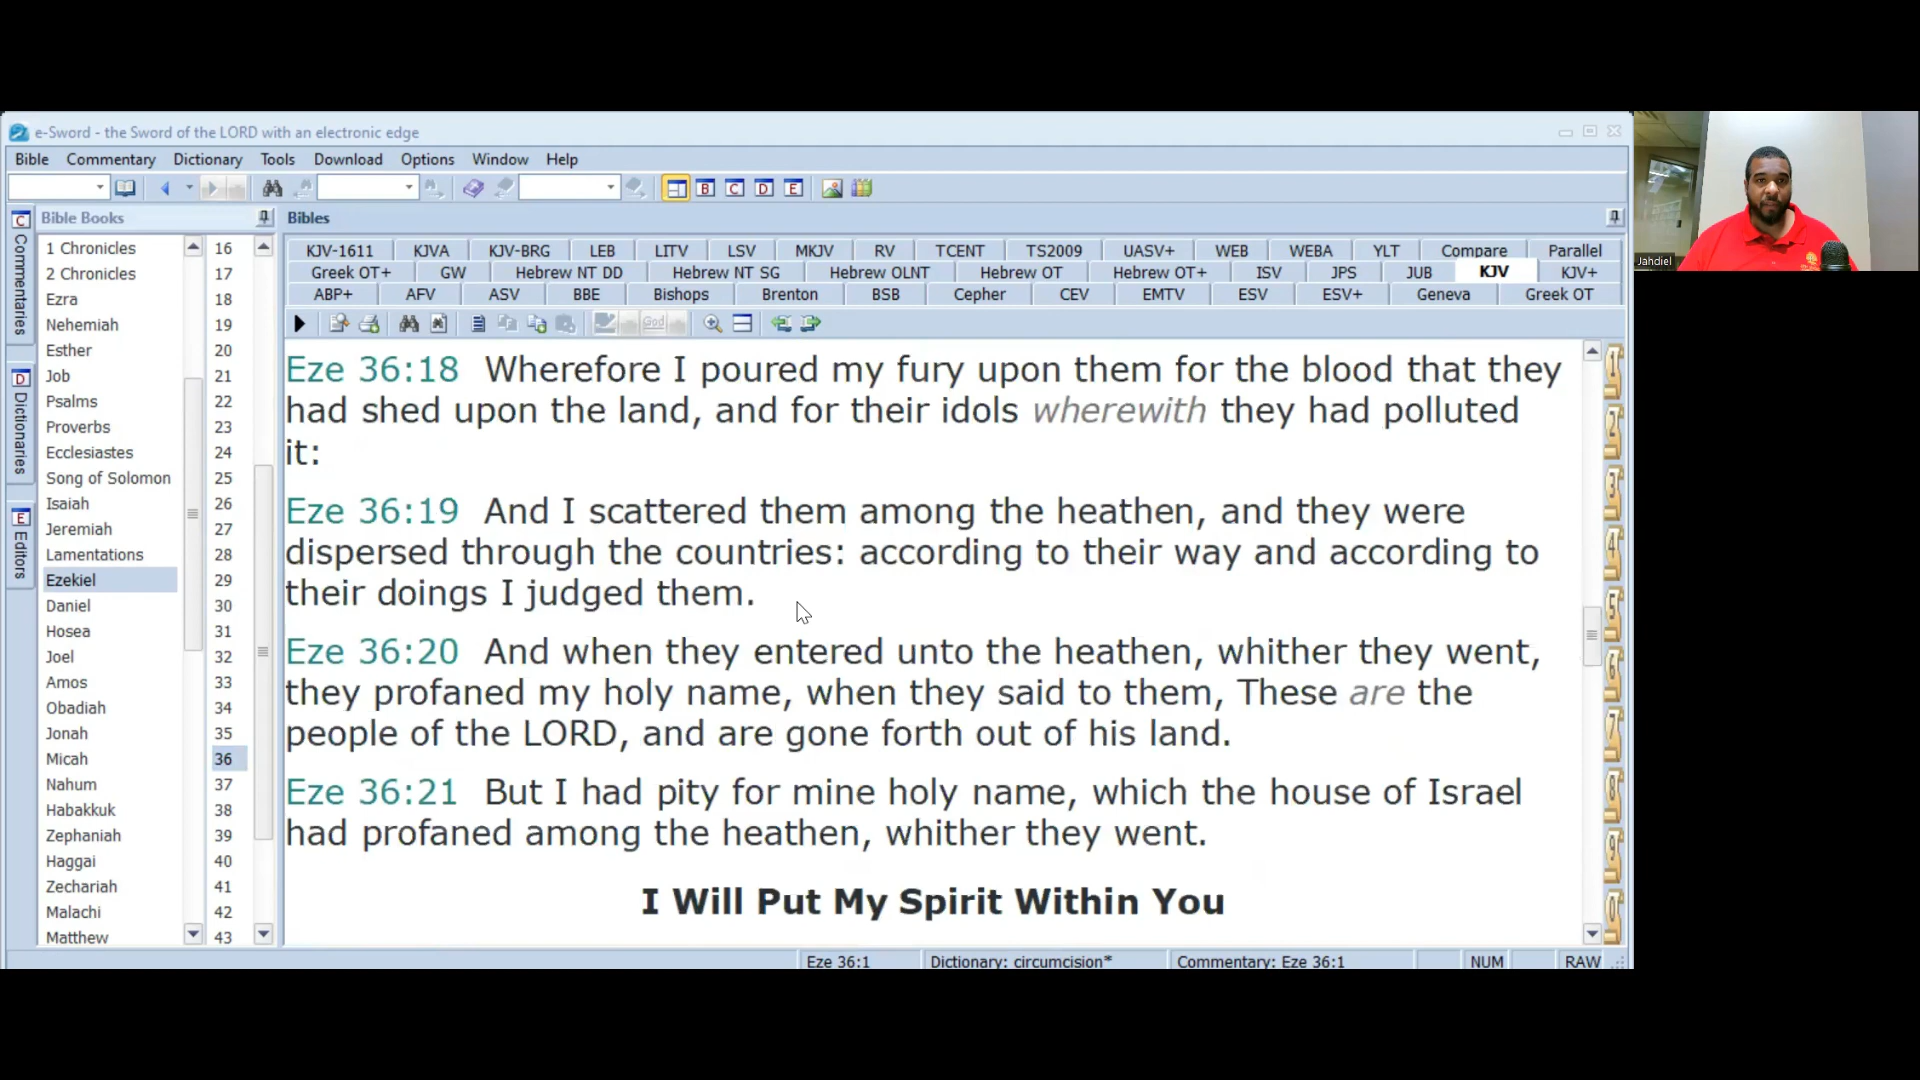 e-Sword - the Sword of the LORD with an electronic edge
Bible Commentary Dictionary Tools Download Options Window Help
B C D E
Bible Books
Bibles
C Commentaries
D Dictionaries
E Editors
1 Chronicles
2 Chronicles
Ezra
Nehemiah
Esther
Job
Psalms
Proverbs
Ecclesiastes
Song of Solomon
Isaiah
Jeremiah
Lamentations
Ezekiel
Daniel
Hosea
Joel
Amos
Obadiah
Jonah
Micah
Nahum
Habakkuk
Zephaniah
Haggai
Zechariah
Malachi
Matthew
16
17
18
19
20
21
22
23
24
25
26
27
28
29
30
31
32
33
34
35
36
37
38
39
40
41
42
43
KJV-1611 KJVA KJV-BRG LEB LITV LSV MKJV RV TCENT TS2009 UASV+ WEB WEBA YLT Compare Parallel
Greek OT+ GW Hebrew NT DD Hebrew NT SG Hebrew OLNT Hebrew OT Hebrew OT+ ISV JPS JUB KJV KJV+
ABP+ AFV ASV BBE Bishops Brenton BSB Cepher CEV EMTV ESV ESV+ Geneva Greek OT
God
Eze 36:18 Wherefore I poured my fury upon them for the blood that they
had shed upon the land, and for their idols wherewith they had polluted
it:
Eze 36:19 And I scattered them among the heathen, and they were
dispersed through the countries: according to their way and according to
their doings I judged them.
Eze 36:20 And when they entered unto the heathen, whither they went,
they profaned my holy name, when they said to them, These are the
people of the LORD, and are gone forth out of his land.
Eze 36:21 But I had pity for mine holy name, which the house of Israel
had profaned among the heathen, whither they went.
I Will Put My Spirit Within You
1
2
3
4
5
6
7
8
9
0
Eze 36:1 Dictionary: circumcision* Commentary: Eze 36:1 NUM RAW
Jahdiel